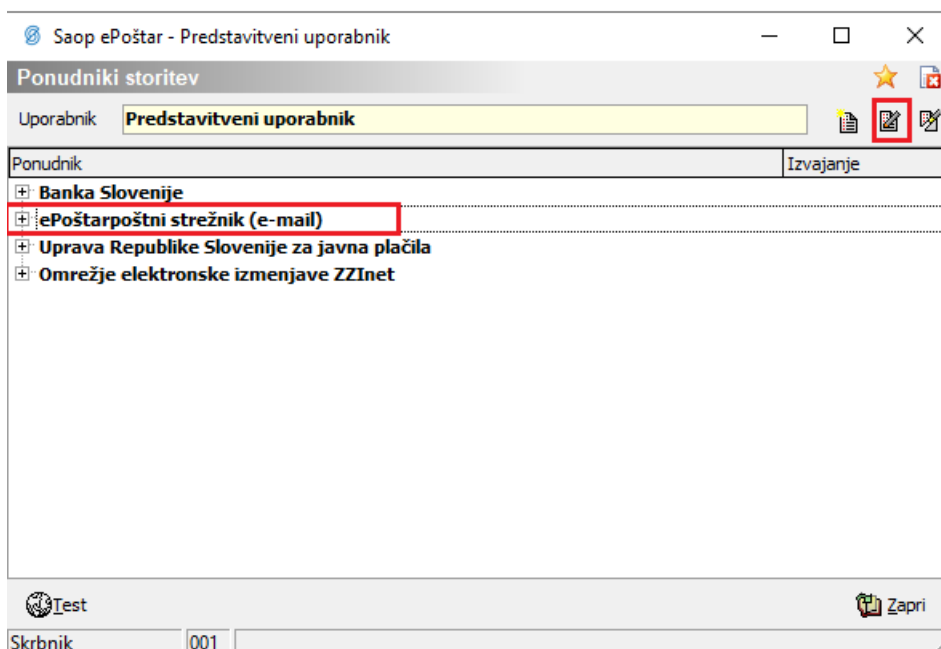 Saop ePoštar - Predstavitveni uporabnik
Ponudniki storitev
Uporabnik Predstavitveni uporabnik
Ponudnik Izvajanje
Banka Slovenije
ePoštarpoštni strežnik (e-mail)
Uprava Republike Slovenije za javna plačila
Omrežje elektronske izmenjave ZZInet
Test Zapri
Skrbnik 001